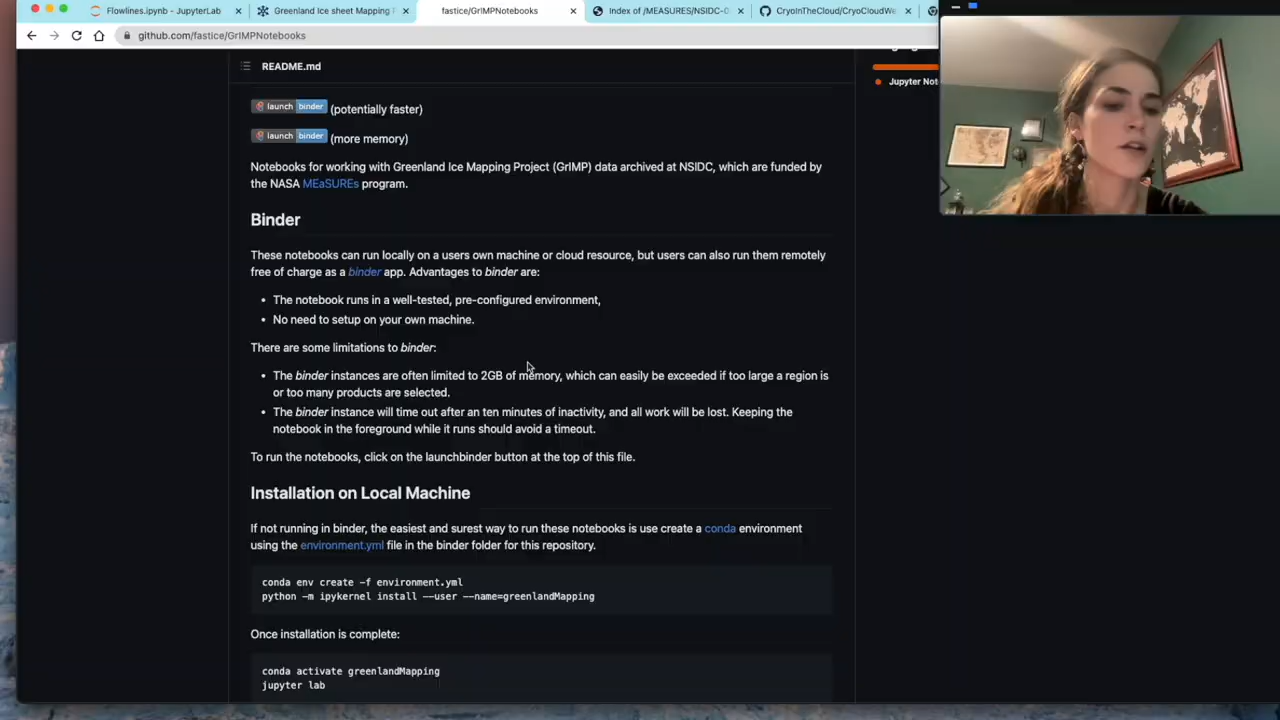 Flowlines.ipynb - JupyterLab
Greenland Ice sheet Mapping P
fastice/GrIMPNotebooks
Index of /MEASURES/NSIDC-0
CryoInTheCloud/CryoCloudWe
github.com/fastice/GrIMPNotebooks
README.md
Jupyter Not
launch binder (potentially faster)
launch binder (more memory)
Notebooks for working with Greenland Ice Mapping Project (GrIMP) data archived at NSIDC, which are funded by
the NASA MEaSUREs program.
Binder
These notebooks can run locally on a users own machine or cloud resource, but users can also run them remotely
free of charge as a binder app. Advantages to binder are:
• The notebook runs in a well-tested, pre-configured environment,
• No need to setup on your own machine.
There are some limitations to binder:
• The binder instances are often limited to 2GB of memory, which can easily be exceeded if too large a region is
or too many products are selected.
• The binder instance will time out after an ten minutes of inactivity, and all work will be lost. Keeping the
notebook in the foreground while it runs should avoid a timeout.
To run the notebooks, click on the launchbinder button at the top of this file.
Installation on Local Machine
If not running in binder, the easiest and surest way to run these notebooks is use create a conda environment
using the environment.yml file in the binder folder for this repository.
conda env create -f environment.yml
python -m ipykernel install --user --name=greenlandMapping
Once installation is complete:
conda activate greenlandMapping
jupyter lab